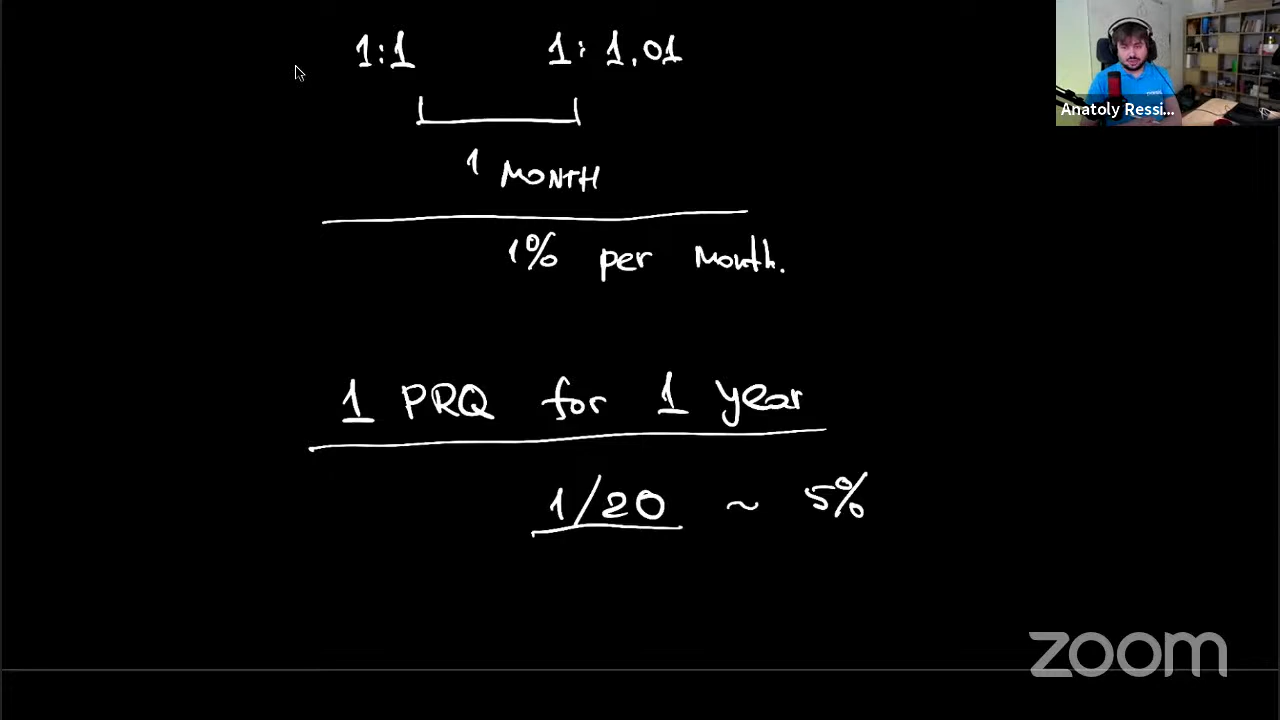 1:1 1:1.01
1 MONTH
1% per Month.
1 PRQ for 1 year
1/20 ~ 5%
Anatoly Ressi...
zoom